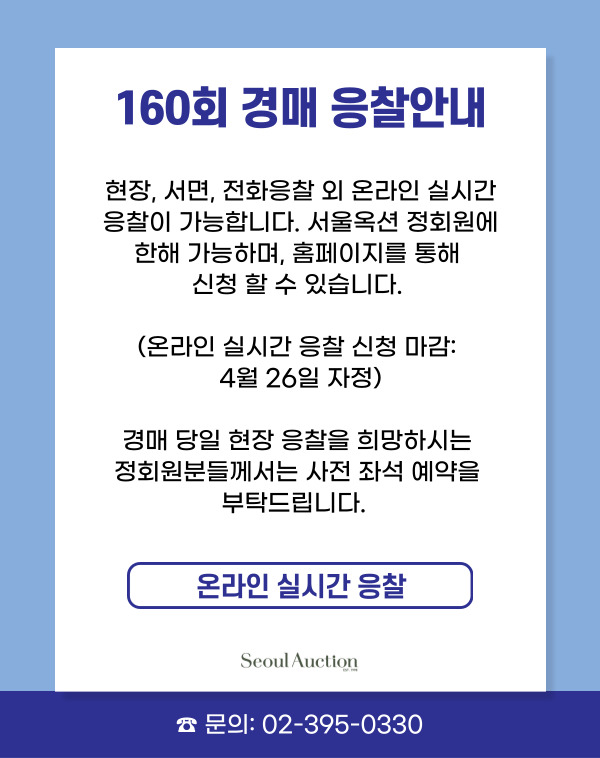 160회 경매 응찰안내
현장, 서면, 전화응찰 외 온라인 실시간
응찰이 가능합니다. 서울옥션 정회원에
한해 가능하며, 홈페이지를 통해
신청 할 수 있습니다.
(온라인 실시간 응찰 신청 마감:
4월 26일 자정)
경매 당일 현장 응찰을 희망하시는
정회원분들께서는 사전 좌석 예약을
부탁드립니다.
온라인 실시간 응찰
Seoul Auction
☎ 문의: 02-395-0330